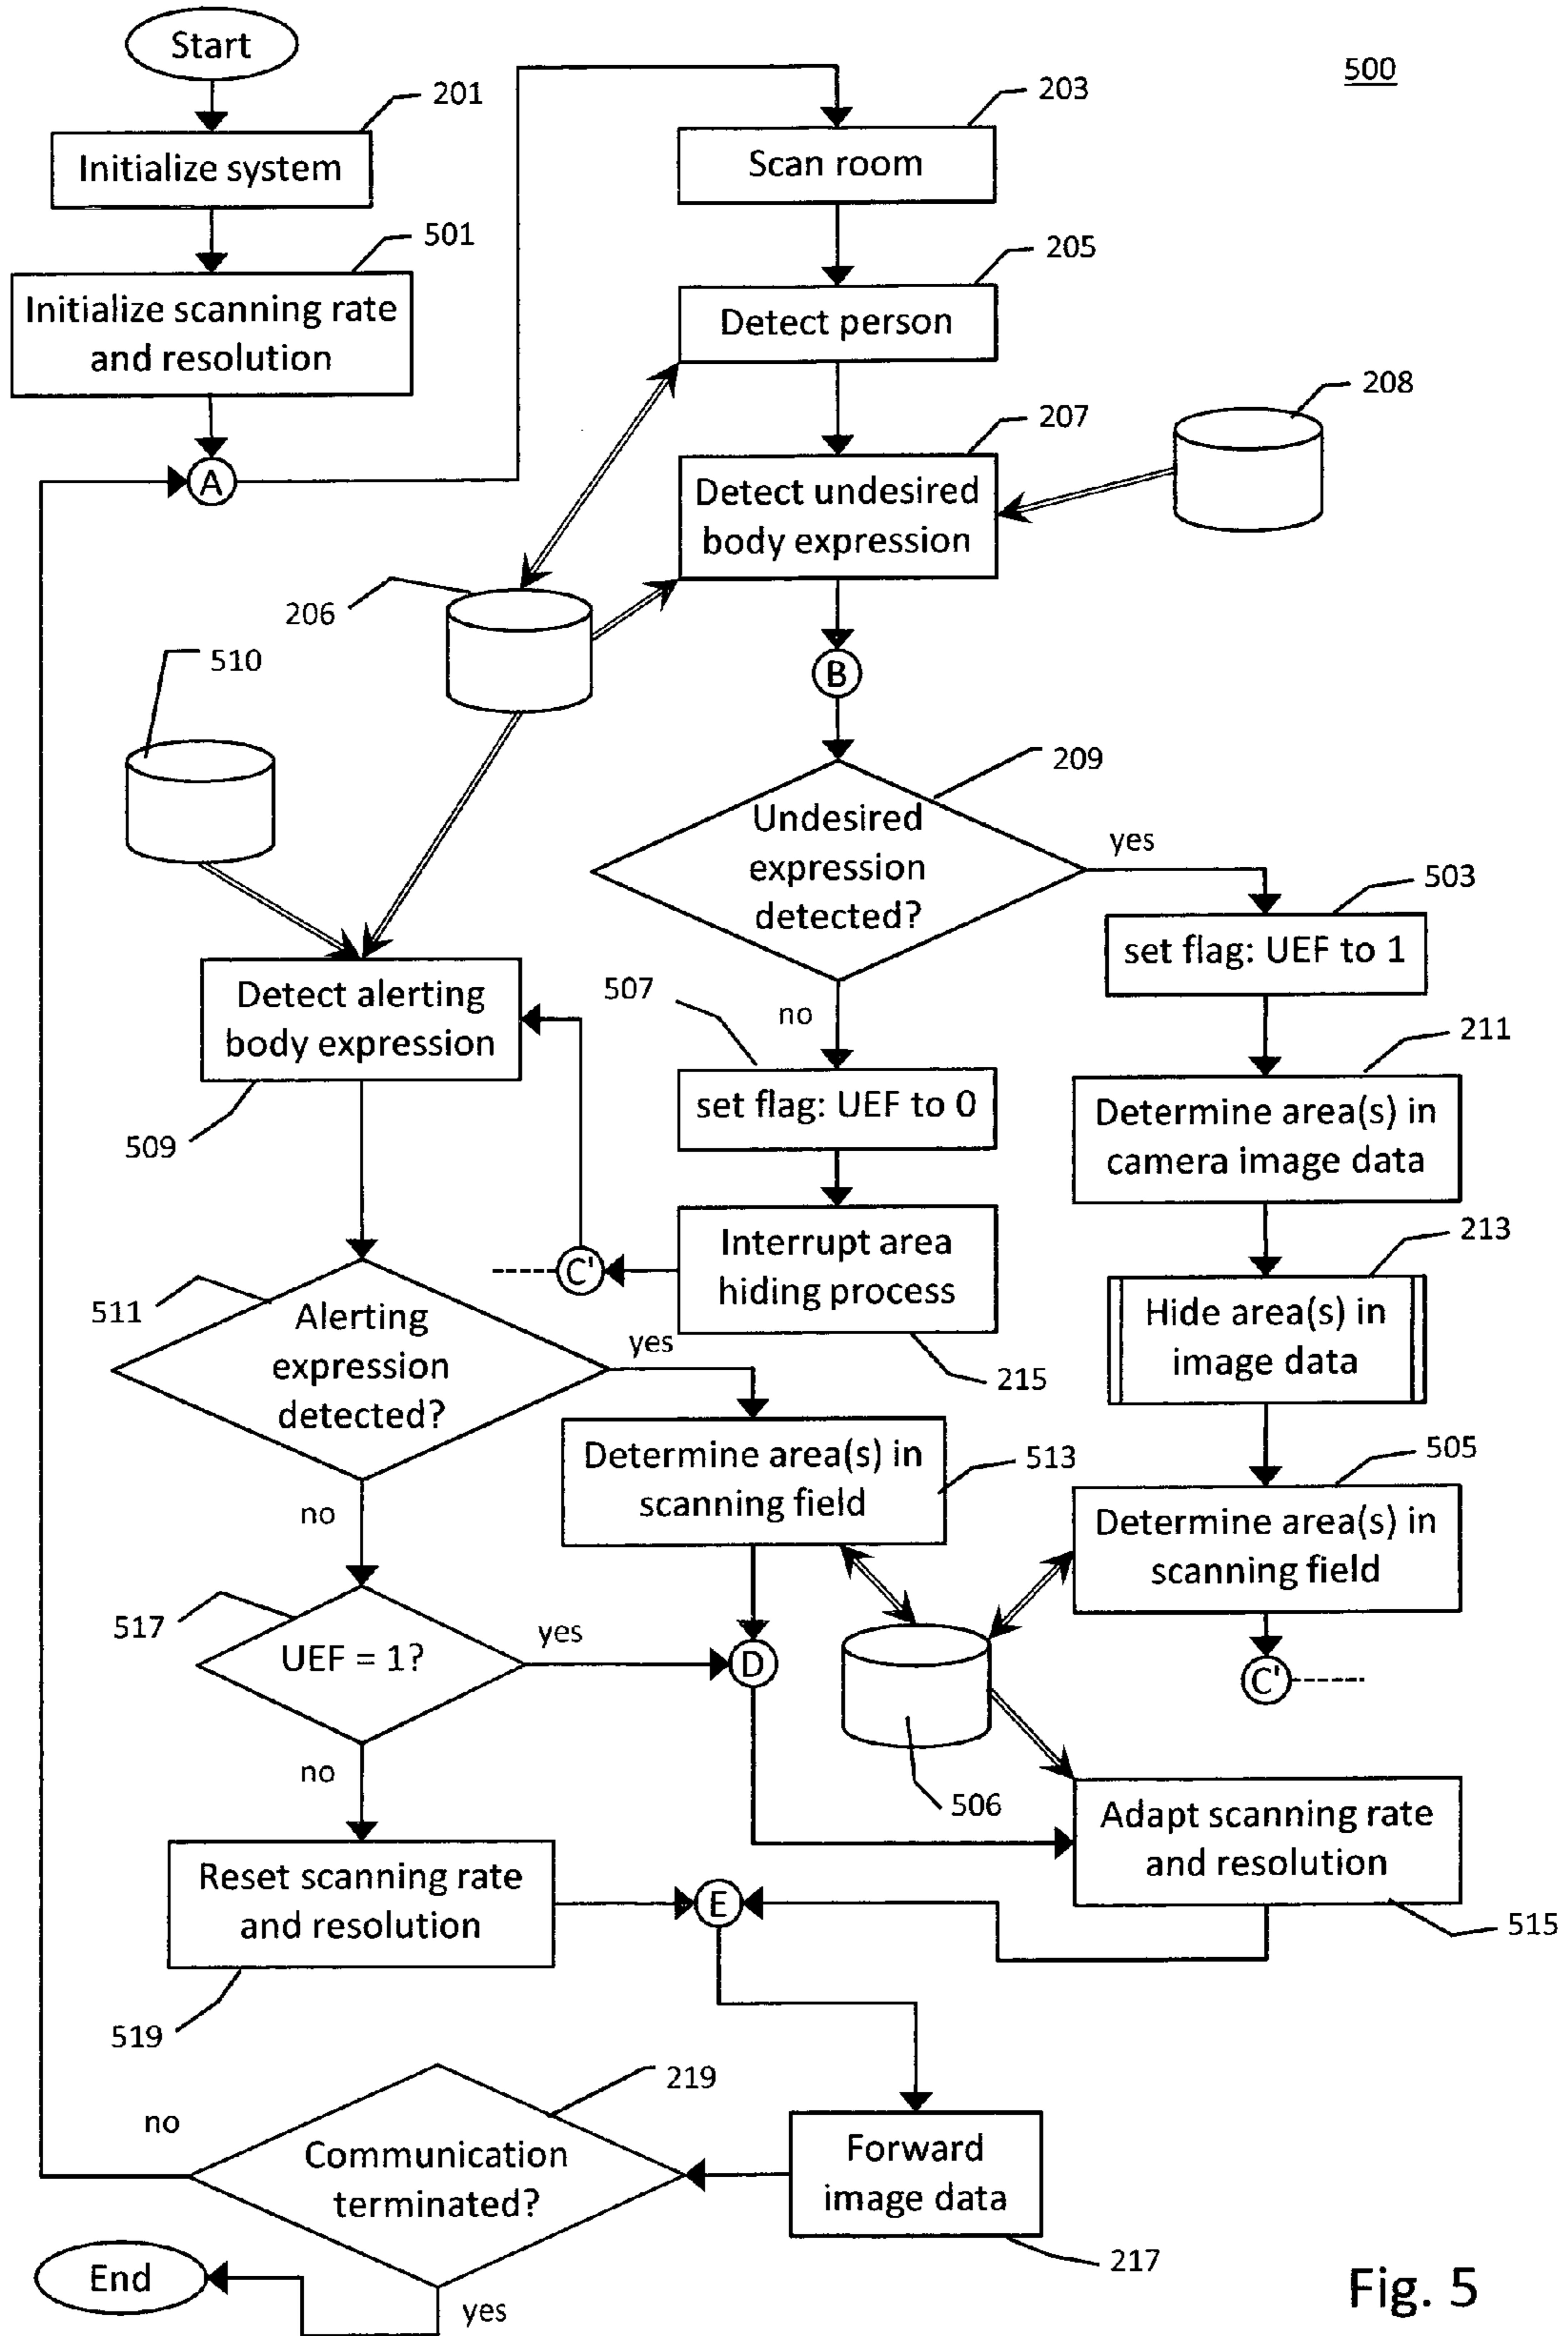 Start
500
201
203
Initialize system
Scan room
501
205
Initialize scanning rate
and resolution
Detect person
208
207
A
Detect undesired
body expression
206
510
B
209
Undesired
expression
detected?
yes
503
set flag: UEF to 1
Detect alerting
body expression
507
no
211
509
set flag: UEF to 0
Determine area(s) in
camera image data
213
Interrupt area
hiding process
C'
511
Alerting
expression
detected?
yes
215
Hide area(s) in
image data
505
Determine area(s) in
scanning field
513
no
Determine area(s) in
scanning field
517
UEF = 1?
yes
D
C'
no
506
Adapt scanning rate
and resolution
Reset scanning rate
and resolution
E
515
519
219
no
Communication
terminated?
Forward
image data
217
End
yes
Fig. 5